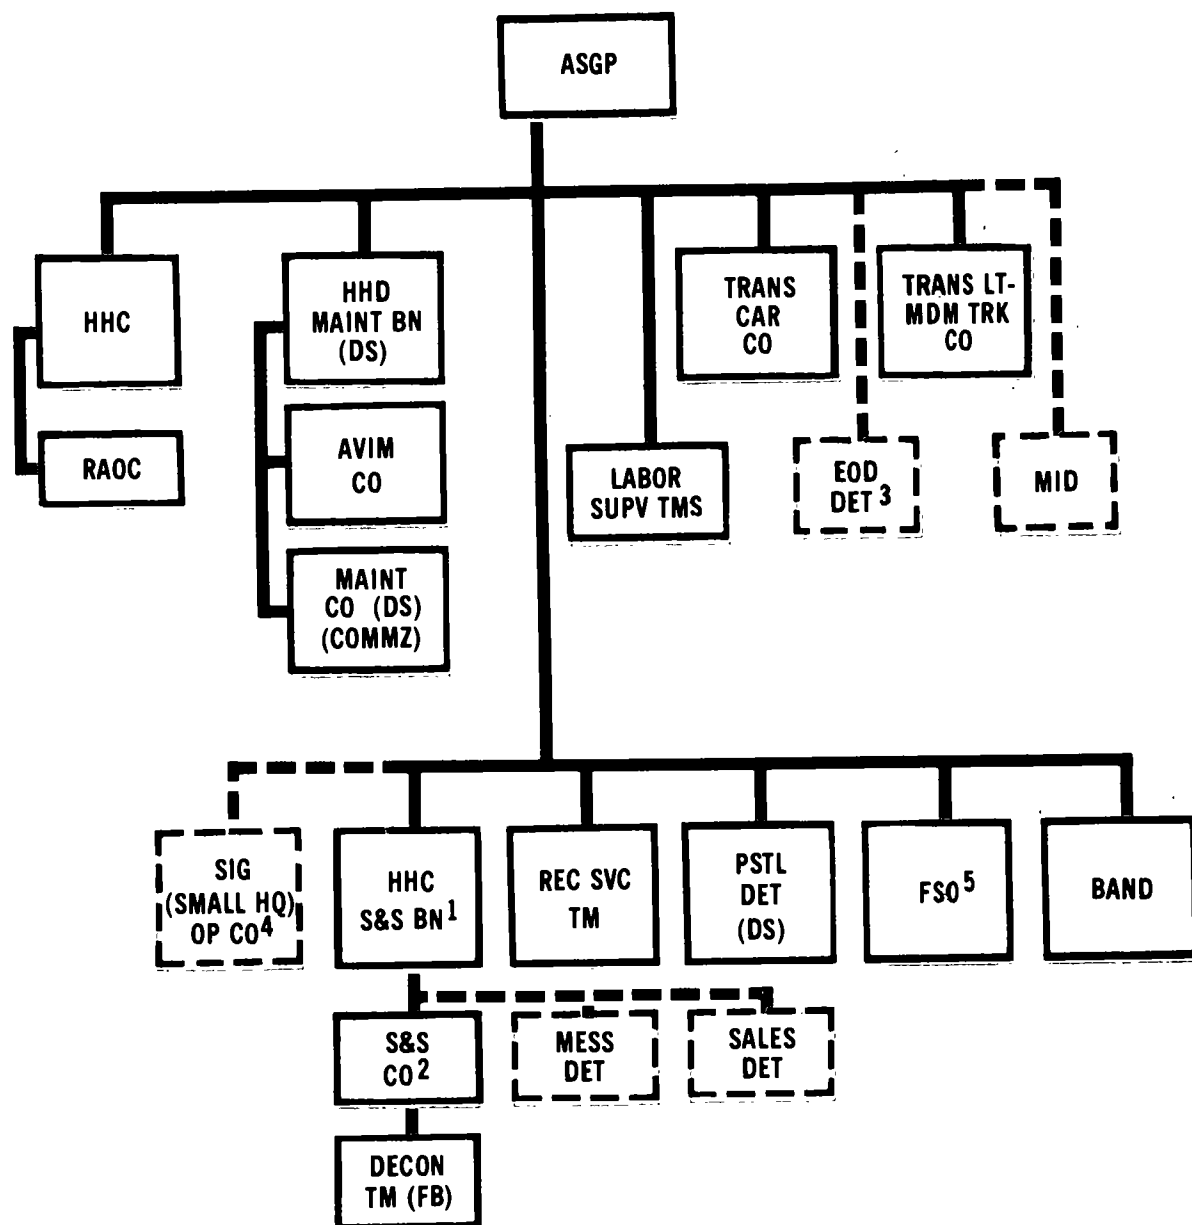 ASGP
HHC
RAOC
HHD
MAINT BN
(DS)
AVIM
CO
MAINT
CO (DS)
(COMMZ)
LABOR
SUPV TMS
TRANS
CAR
CO
EOD
DET 3
TRANS LT-
MDM TRK
CO
MID
SIG
(SMALL HQ)
OP CO4
HHC
S&S BN1
REC SVC
TM
PSTL
DET
(DS)
FSO5
BAND
S&S
CO2
MESS
DET
SALES
DET
DECON
TM (FB)